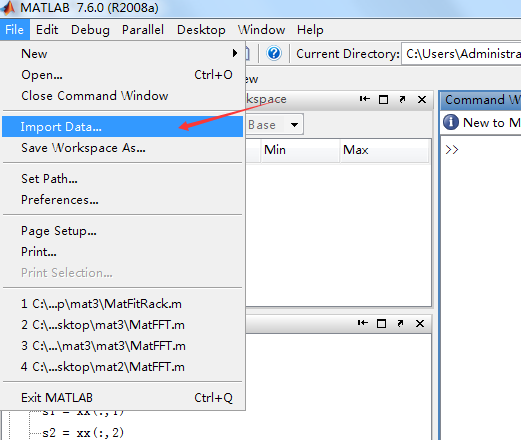 MATLAB 7.6.0 (R2008a)
File Edit Debug Parallel Desktop Window Help
New
Current Directory: C:\Users\Administra
Open... Ctrl+O
Close Command Window
Import Data...
Save Workspace As...
Base
Min Max
Command W
New to M
>>
Set Path...
Preferences...
Page Setup...
Print...
Print Selection...
1 C:\...p\mat3\MatFitRack.m
2 C:\...sktop\mat3\MatFFT.m
3 C:\...\mat3\mat3\MatFFT.m
4 C:\...sktop\mat2\MatFFT.m
Exit MATLAB Ctrl+Q
s1 = xx(:,1)
s2 = xx(:,2)